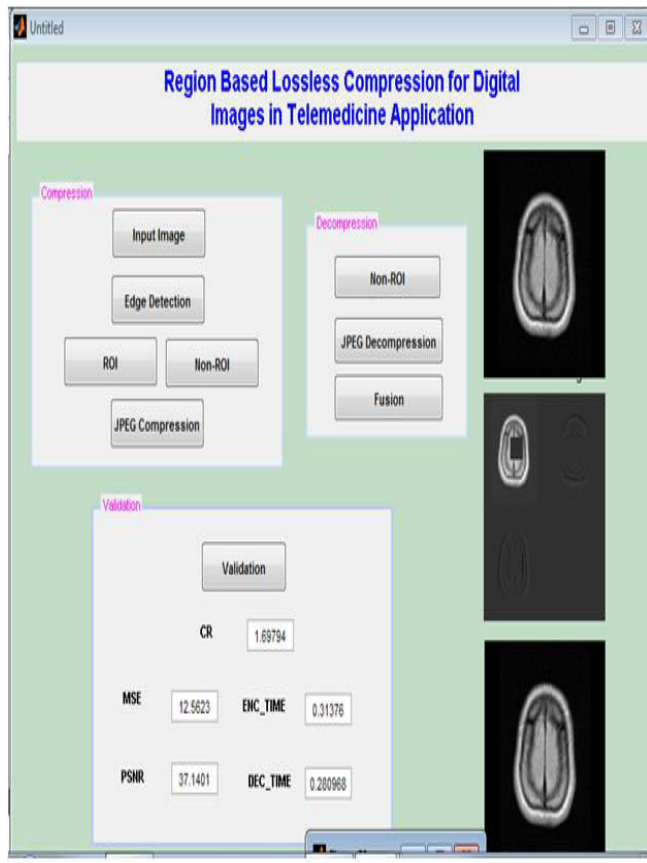 Untitled
Region Based Lossless Compression for Digital
Images in Telemedicine Application
Compression
Input Image
Edge Detection
ROI
Non-ROI
JPEG Compression
Decompression
Non-ROI
JPEG Decompression
Fusion
Validation
Validation
CR
1.69794
MSE
12.5623
ENC_TIME
0.31376
PSNR
37.1401
DEC_TIME
0.280968